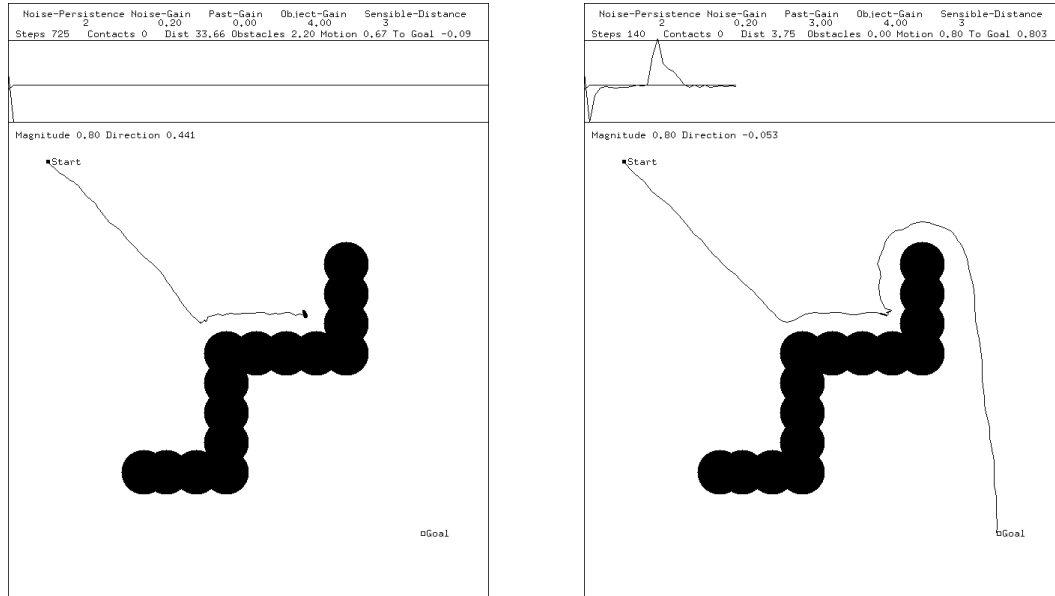 Noise-Persistence Noise-Gain Past-Gain Object-Gain Sensible-Distance
2 0.20 0.00 4.00 3
Steps 725 Contacts 0 Dist 33.66 Obstacles 2.20 Motion 0.67 To Goal -0.09
Magnitude 0.80 Direction 0.441
Start
Goal
Noise-Persistence Noise-Gain Past-Gain Object-Gain Sensible-Distance
2 0.20 3.00 4.00 3
Steps 140 Contacts 0 Dist 3.75 Obstacles 0.00 Motion 0.80 To Goal 0.803
Magnitude 0.80 Direction -0.053
Start
Goal